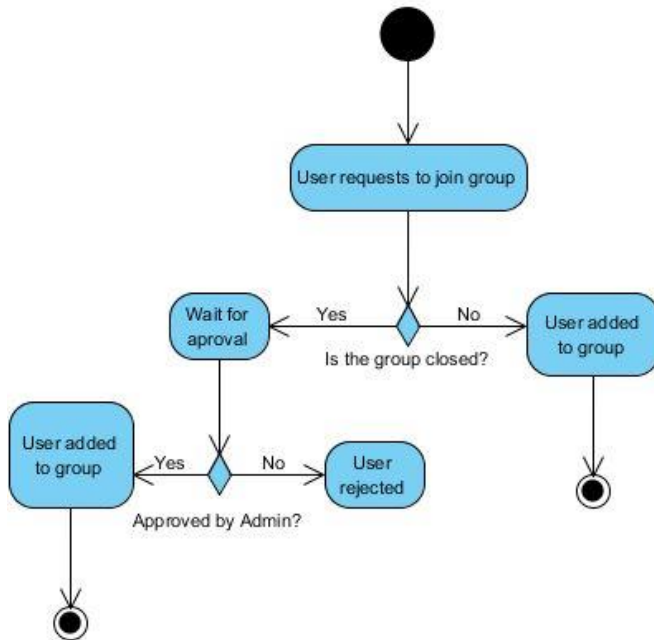 User requests to join group
Wait for
aproval
Yes
No
User added
to group
Is the group closed?
User added
to group
Yes
No
User
rejected
Approved by Admin?